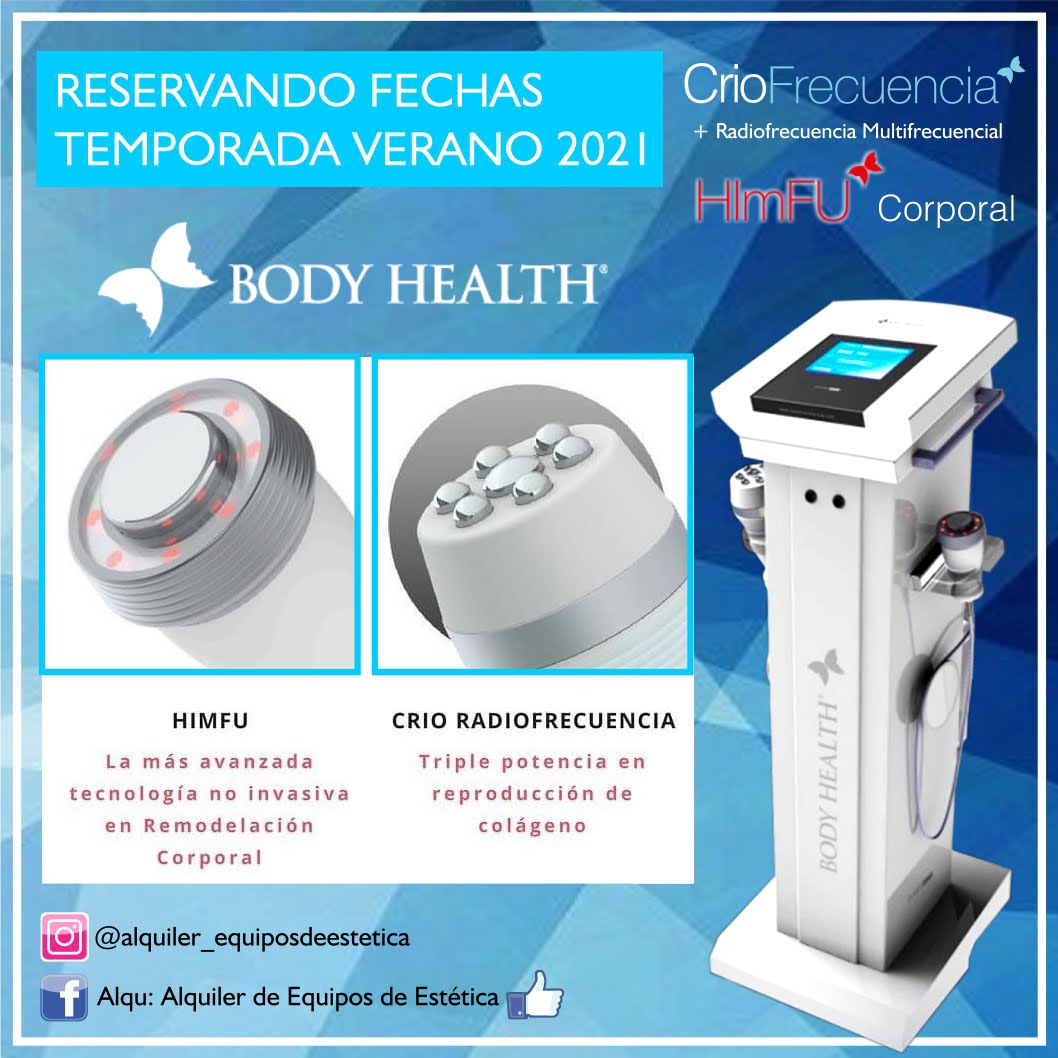 RESERVANDO FECHAS
TEMPORADA VERANO 2021
CrioFrecuencia
+ Radiofrecuencia Multifrecuencial
HImFU Corporal
BODY HEALTH®
HIMFU
La más avanzada
tecnología no invasiva
en Remodelación
Corporal
CRIO RADIOFRECUENCIA
Triple potencia en
reproducción de
colágeno
BODY HEALTH®
@alquiler_equiposdeestetica
Alqu: Alquiler de Equipos de Estética